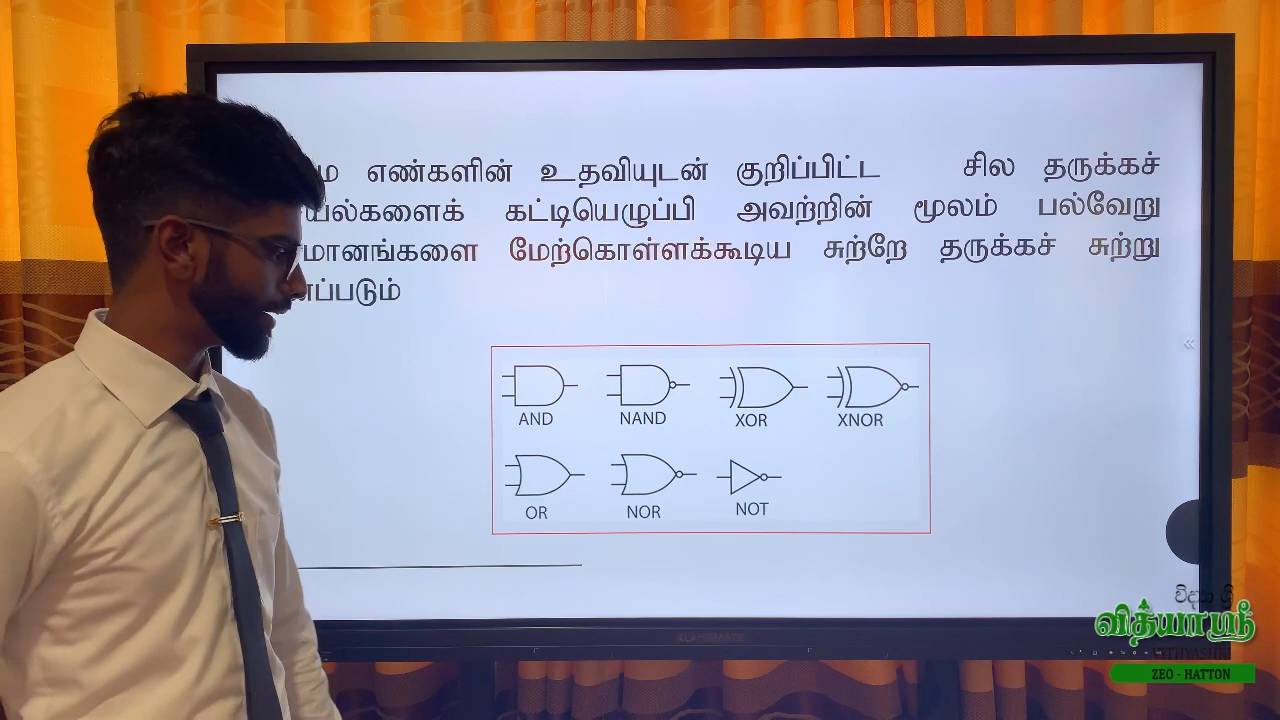 எண்களின் உதவியுடன் குறிப்பிட்ட சில தருக்கச்
கட்டியெழுப்பி அவற்றின் மூலம் பல்வேறு
மேற்கொள்ளக்கூடிய சுற்றே தருக்கச் சுற்று
AND NAND XOR XNOR
OR NOR NOT
வித்யா ஸ்ரீ
ZEO - HATTON